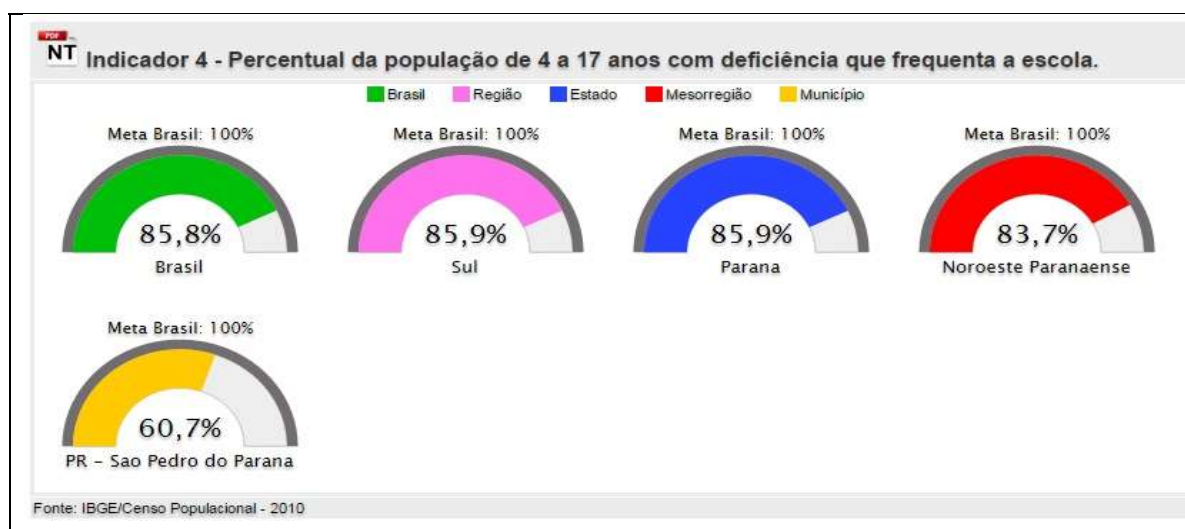 PDF
NT
Indicador 4 - Percentual da população de 4 a 17 anos com deficiência que frequenta a escola.
Brasil Região Estado Mesorregião Município
Meta Brasil: 100% Meta Brasil: 100% Meta Brasil: 100% Meta Brasil: 100%
85,8% 85,9% 85,9% 83,7%
Brasil Sul Parana Noroeste Paranaense
Meta Brasil: 100%
60,7%
PR – Sao Pedro do Parana
Fonte: IBGE/Censo Populacional - 2010